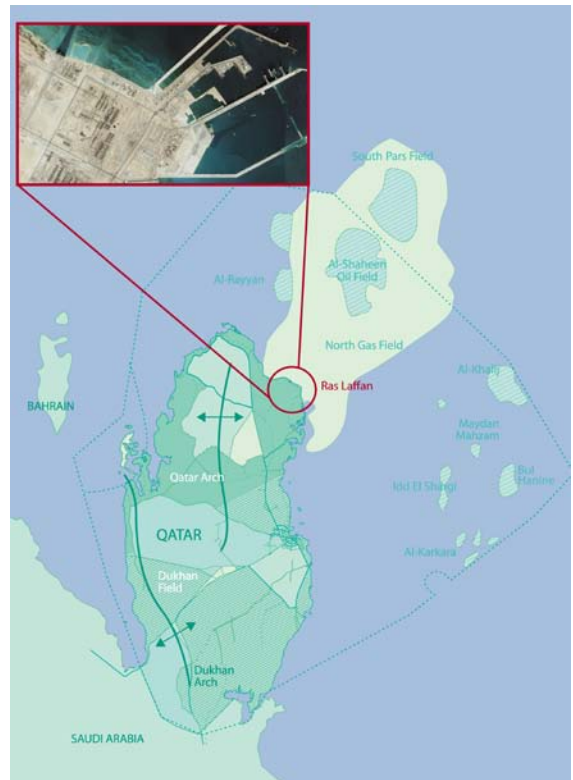 South Pars Field
Al-Shaheen
Oil Field
Al-Rayyan
North Gas Field
Ras Laffan
Al-Khalij
BAHRAIN
Maydan
Mahzam
Qatar Arch
Idd El Shargi
Bul
Hanine
QATAR
Al-Karkara
Dukhan
Field
Dukhan
Arch
SAUDI ARABIA